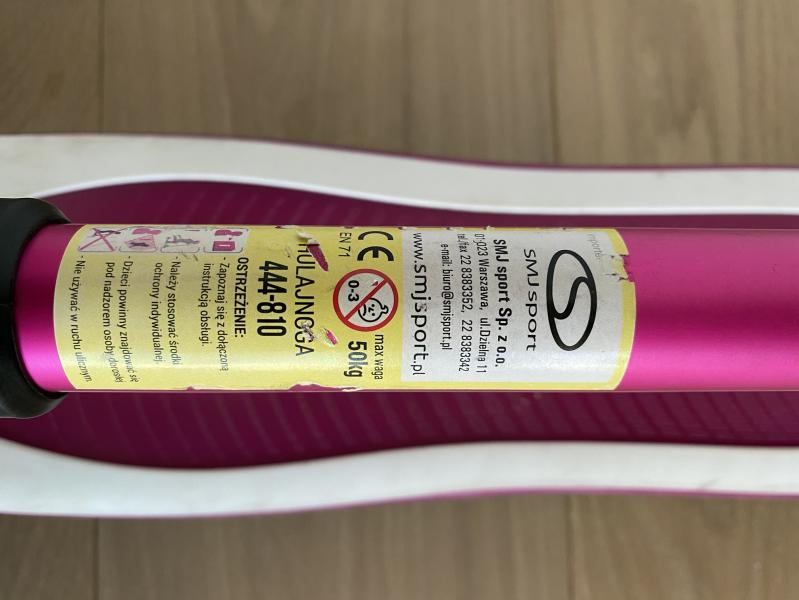 importer
SMJ sport
SMJ sport Sp. z o.o.
01-023 Warszawa, ul.Dzielna 11
tel./fax 22 8383352, 22 8383342
e-mail: biuro@smjsport.pl
www.smjsport.pl
CE
EN 71
0-3
max waga
50kg
HULAJNOGA
444-810
OSTRZEŻENIE:
- Zapoznaj się z dołączoną
instrukcją obsługi.
- Należy stosować środki
ochrony indywidualnej.
- Dzieci powinny znajdować się
pod nadzorem osoby dorosłej
- Nie używać w ruchu ulicznym